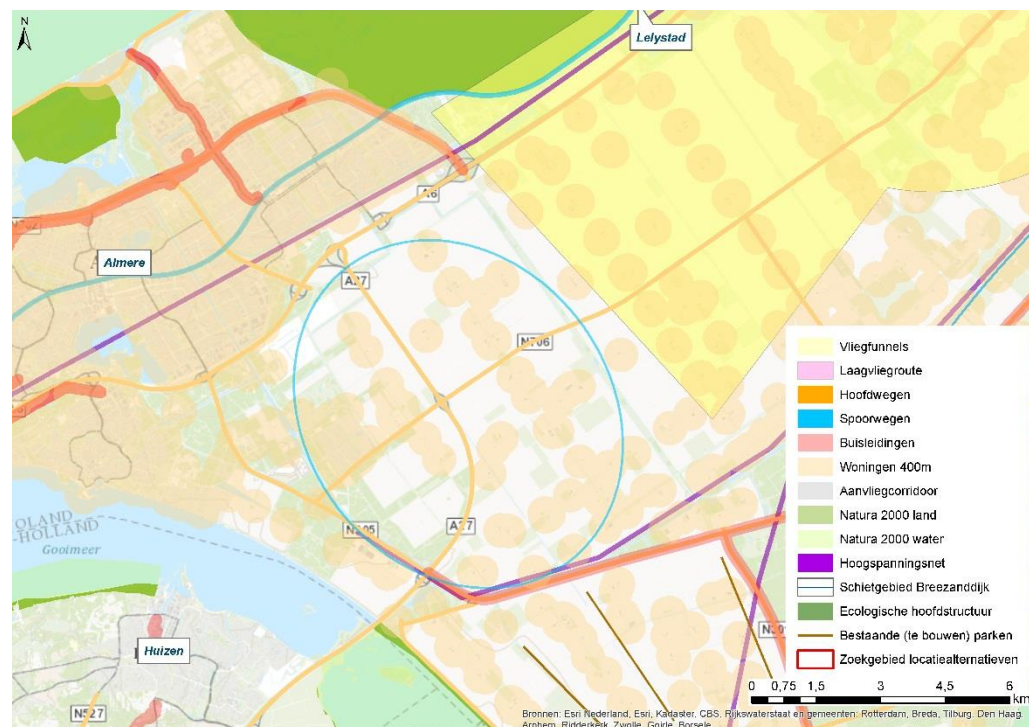 N
Lelystad
A6
Almere
A27
N706
N305
A27
OLAND
-HOLLAND
Gooimeer
Huizen
N527
Vliegfunnels
Laagvliegroute
Hoofdwegen
Spoorwegen
Buisleidingen
Woningen 400m
Aanvliegcorridoor
Natura 2000 land
Natura 2000 water
Hoogspanningsnet
Schietgebied Breezanddijk
Ecologische hoofdstructuur
Bestaande (te bouwen) parken
Zoekgebied locatiealternatieven
0 0,75 1,5 3 4,5 6
km
Bronnen: Esri Nederland, Esri, Kadaster, CBS, Rijkswaterstaat en gemeenten: Rotterdam, Breda, Tilburg, Den Haag,
Arnhem, Ridderkerk, Zwolle, Goirle, Borsele